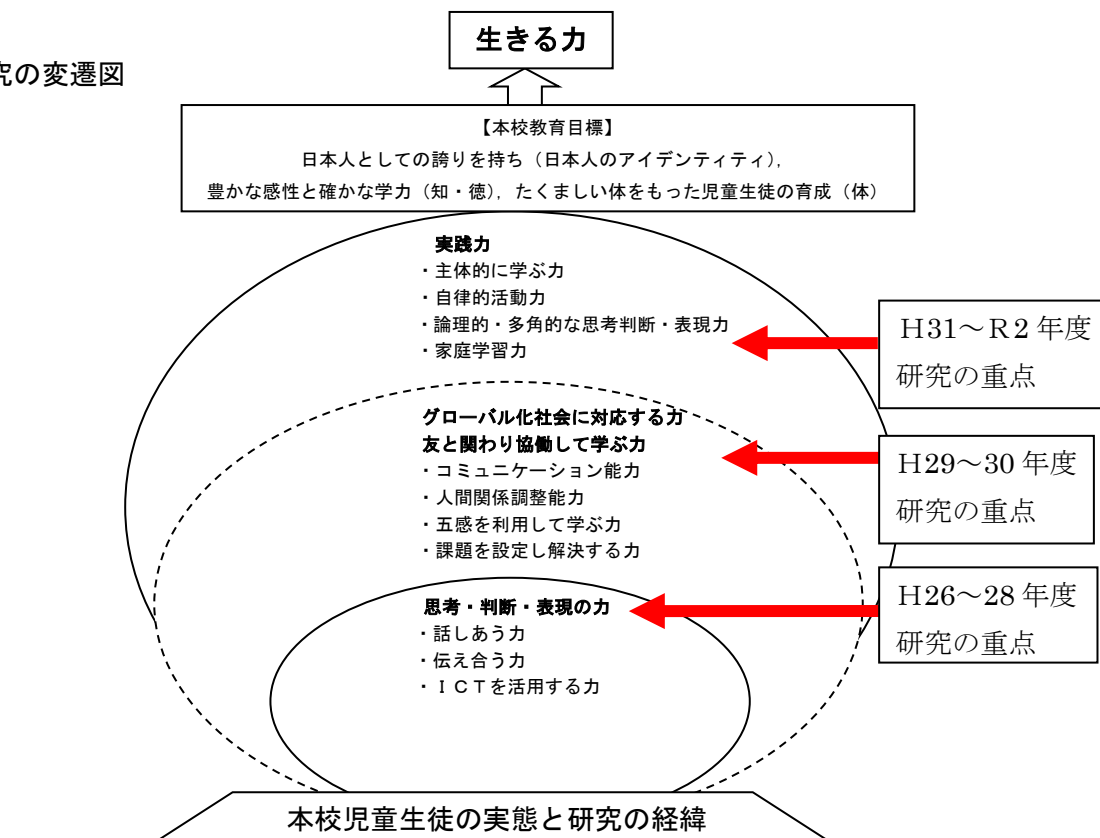 生きる力
究の変遷図
【本校教育目標】
日本人としての誇りを持ち（日本人のアイデンティティ），
豊かな感性と確かな学力（知・徳），たくましい体をもった児童生徒の育成（体）
実践力
・主体的に学ぶ力
・自律的活動力
・論理的・多角的な思考判断・表現力
・家庭学習力
H31～R2 年度
研究の重点
グローバル化社会に対応する力
友と関わり協働して学ぶ力
・コミュニケーション能力
・人間関係調整能力
・五感を利用して学ぶ力
・課題を設定し解決する力
H29～30 年度
研究の重点
思考・判断・表現の力
・話しあう力
・伝え合う力
・ＩＣＴを活用する力
H26～28 年度
研究の重点
本校児童生徒の実態と研究の経緯